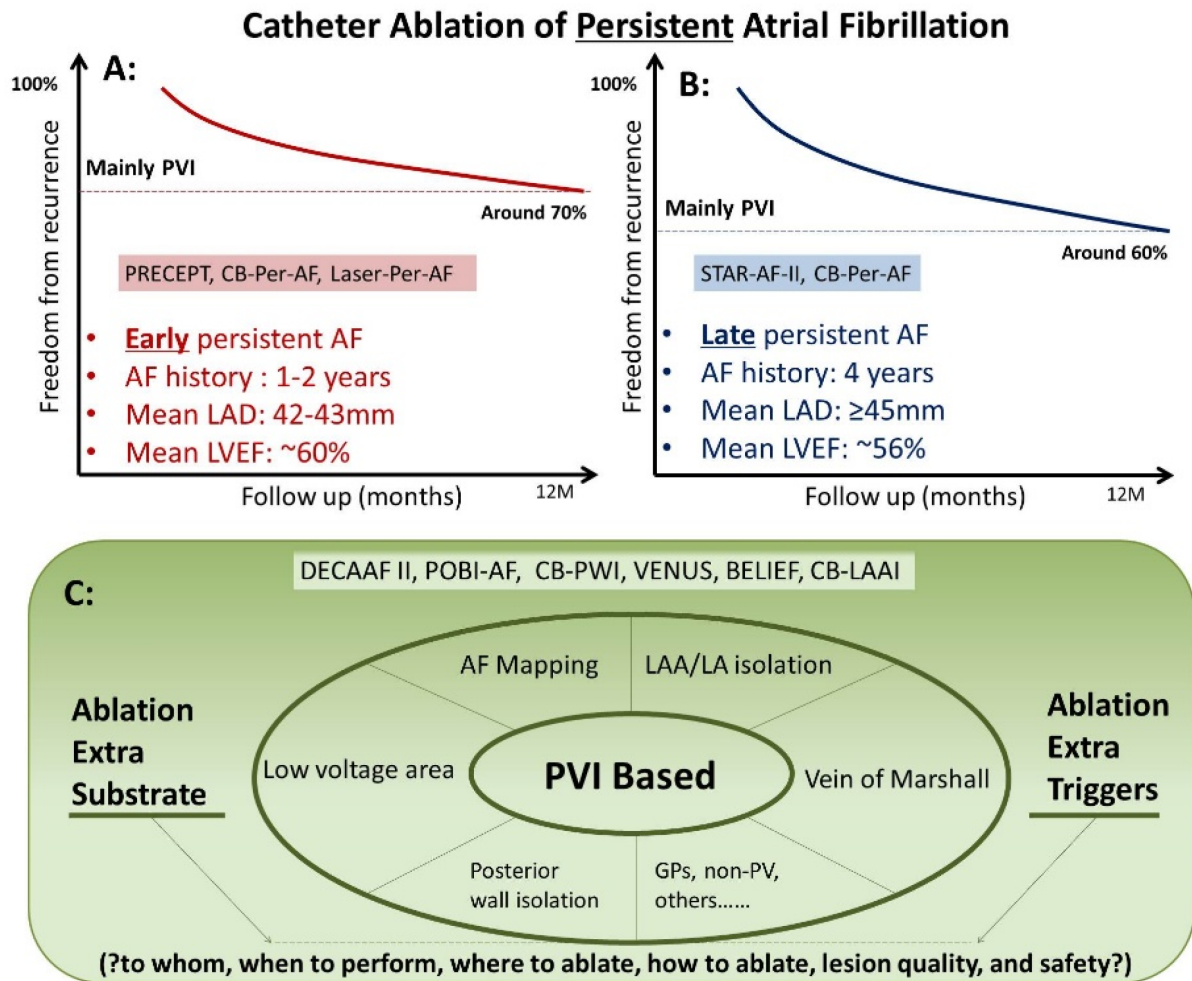 Catheter Ablation of Persistent Atrial Fibrillation
A:
100%
Freedom from recurrence
Mainly PVI
Around 70%
PRECEPT, CB-Per-AF, Laser-Per-AF
• Early persistent AF
• AF history : 1-2 years
• Mean LAD: 42-43mm
• Mean LVEF: ~60%
Follow up (months)
12M
B:
100%
Freedom from recurrence
Mainly PVI
Around 60%
STAR-AF-II, CB-Per-AF
• Late persistent AF
• AF history: 4 years
• Mean LAD: ≥45mm
• Mean LVEF: ~56%
Follow up (months)
12M
C:
DECAAF II, POBI-AF, CB-PWI, VENUS, BELIEF, CB-LAAI
Ablation
Extra
Substrate
AF Mapping
LAA/LA isolation
Low voltage area
PVI Based
Vein of Marshall
Posterior
wall isolation
GPs, non-PV,
others......
Ablation
Extra
Triggers
(?to whom, when to perform, where to ablate, how to ablate, lesion quality, and safety?)